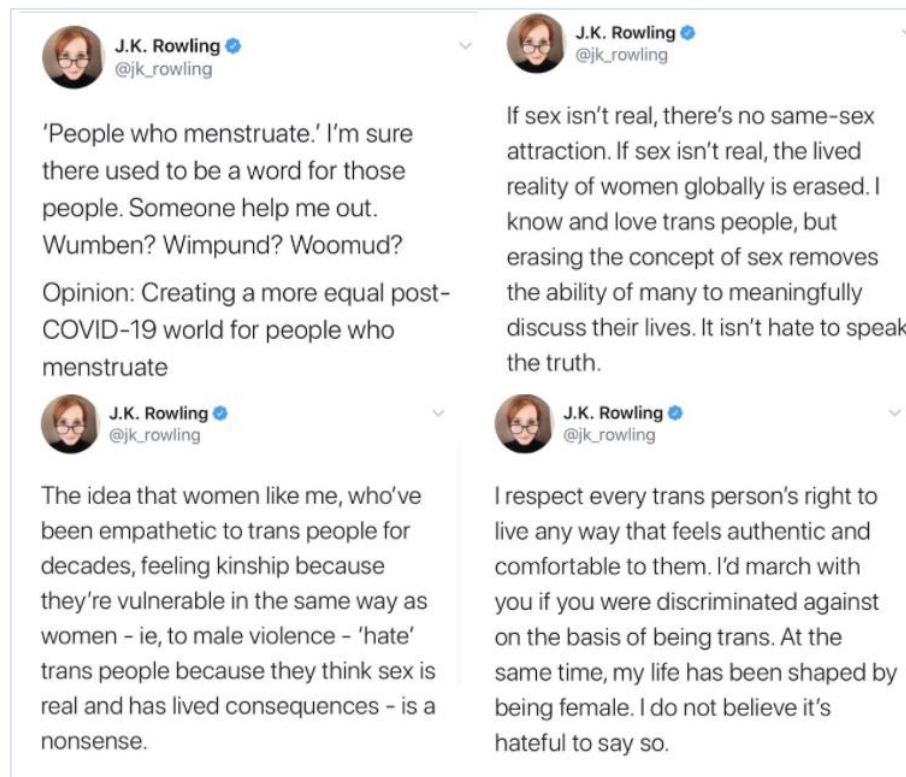 J.K. Rowling
@jk_rowling
'People who menstruate.' I'm sure
there used to be a word for those
people. Someone help me out.
Wumben? Wimpund? Woomud?
Opinion: Creating a more equal post-
COVID-19 world for people who
menstruate
J.K. Rowling
@jk_rowling
If sex isn't real, there's no same-sex
attraction. If sex isn't real, the lived
reality of women globally is erased. I
know and love trans people, but
erasing the concept of sex removes
the ability of many to meaningfully
discuss their lives. It isn't hate to speak
the truth.
J.K. Rowling
@jk_rowling
The idea that women like me, who've
been empathetic to trans people for
decades, feeling kinship because
they're vulnerable in the same way as
women - ie, to male violence - 'hate'
trans people because they think sex is
real and has lived consequences - is a
nonsense.
J.K. Rowling
@jk_rowling
I respect every trans person's right to
live any way that feels authentic and
comfortable to them. I'd march with
you if you were discriminated against
on the basis of being trans. At the
same time, my life has been shaped by
being female. I do not believe it's
hateful to say so.